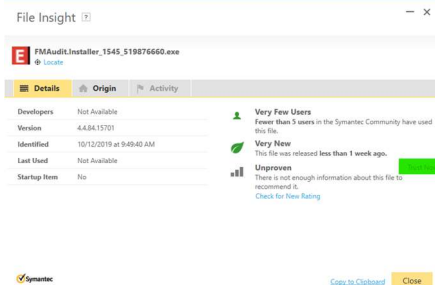 File Insight ?
FMAudit.Installer_1545_519876660.exe
Locate
Details Origin Activity
Developers Not Available
Version 4.4.84.15701
Identified 10/12/2019 at 9:49:40 AM
Last Used Not Available
Startup Item No
Very Few Users
Fewer than 5 users in the Symantec Community have used
this file.
Very New
This file was released less than 1 week ago.
Unproven
There is not enough information about this file to
recommend it.
Check for New Rating
Symantec
Copy to Clipboard Close